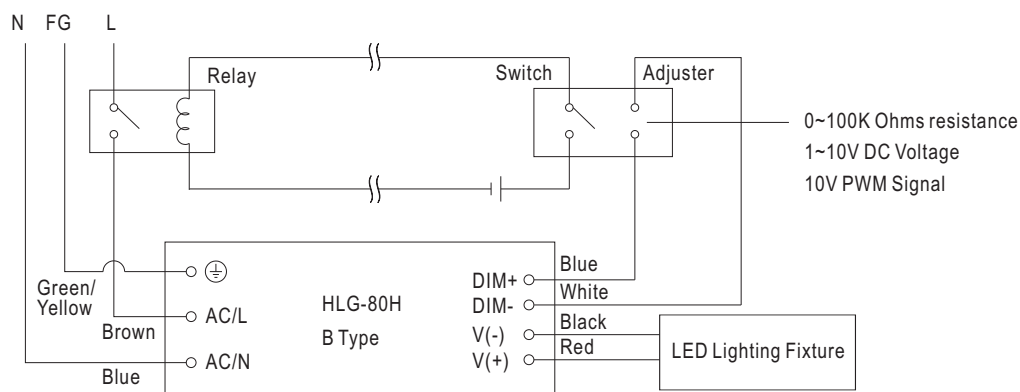 N FG L
Relay
Switch
Adjuster
0~100K Ohms resistance
1~10V DC Voltage
10V PWM Signal
Green/
Yellow
Brown
Blue
AC/L
AC/N
HLG-80H
B Type
DIM+
DIM-
V(-)
V(+)
Blue
White
Black
Red
LED Lighting Fixture